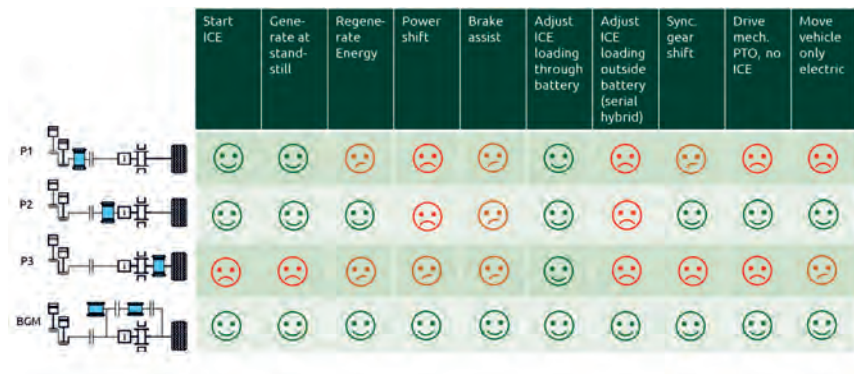 Start
ICE
Gene-
rate at
stand-
still
Regene-
rate
Energy
Power
shift
Brake
assist
Adjust
ICE
loading
through
battery
Adjust
ICE
loading
outside
battery
(serial
hybrid)
Sync.
gear
shift
Drive
mech.
PTO, no
ICE
Move
vehicle
only
electric
P1
i
P2
i
P3
i
BGM
i